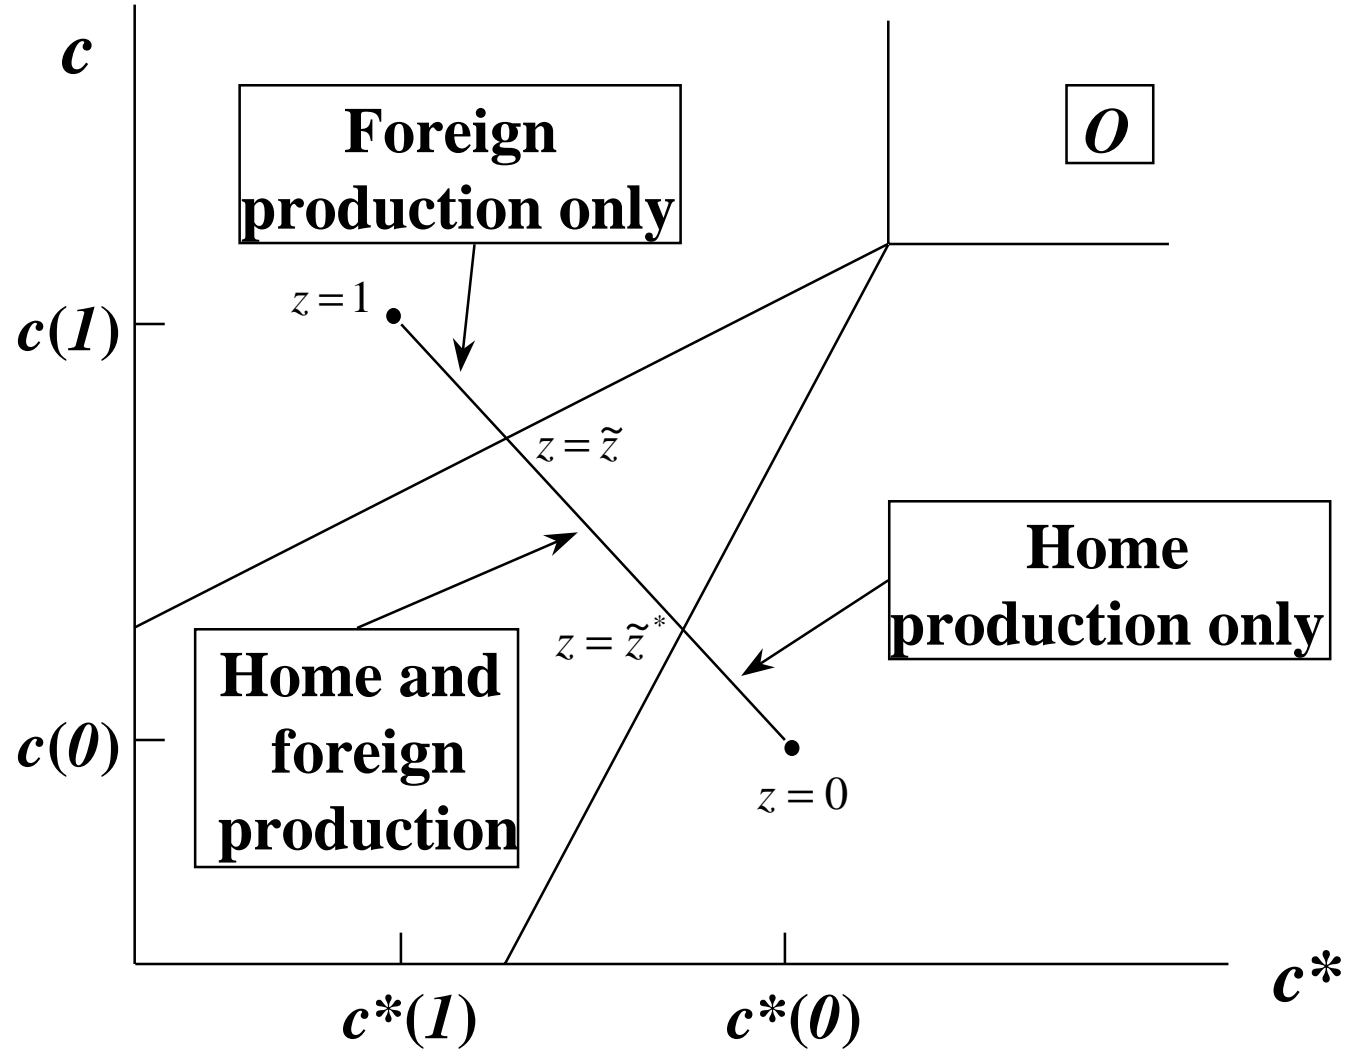 c
Foreign
production only
O
z = 1
c(1)
z = z̃
Home
production only
z = z̃*
Home and
foreign
production
c(0)
z = 0
c*
c*(1)
c*(0)